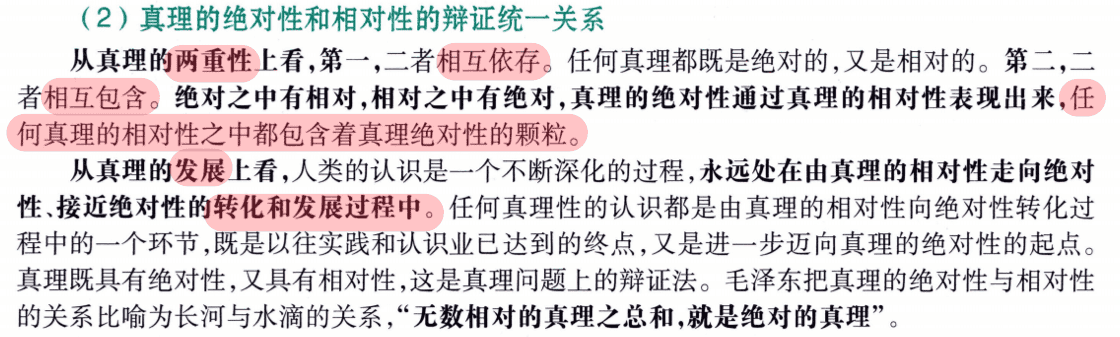 （2）真理的绝对性和相对性的辩证统一关系
从真理的两重性上看，第一，二者相互依存。任何真理都既是绝对的，又是相对的。第二，二
者相互包含。绝对之中有相对，相对之中有绝对，真理的绝对性通过真理的相对性表现出来，任
何真理的相对性之中都包含着真理绝对性的颗粒。
从真理的发展上看，人类的认识是一个不断深化的过程，永远处在由真理的相对性走向绝对
性、接近绝对性的转化和发展过程中。任何真理性的认识都是由真理的相对性向绝对性转化过
程中的一个环节，既是以往实践和认识业已达到的终点，又是进一步迈向真理的绝对性的起点。
真理既具有绝对性，又具有相对性，这是真理问题上的辩证法。毛泽东把真理的绝对性与相对性
的关系比喻为长河与水滴的关系，“无数相对的真理之总和，就是绝对的真理”。